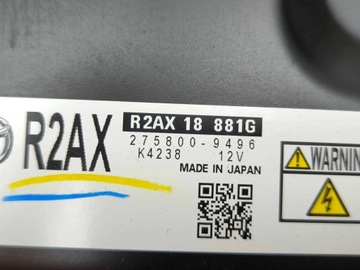 R2AX
R2AX 18 881G
275800-9496
K4238 12V
MADE IN JAPAN
WARNIN